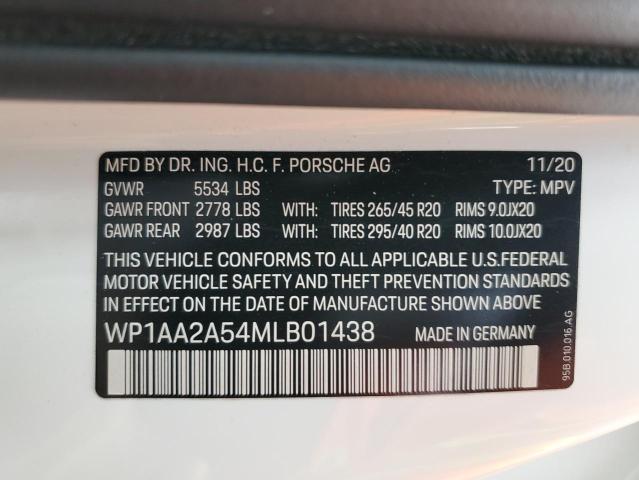 MFD BY DR. ING. H.C. F. PORSCHE AG 11/20
GVWR 5534 LBS TYPE: MPV
GAWR FRONT 2778 LBS WITH: TIRES 265/45 R20 RIMS 9.0JX20
GAWR REAR 2987 LBS WITH: TIRES 295/40 R20 RIMS 10.0JX20
THIS VEHICLE CONFORMS TO ALL APPLICABLE U.S.FEDERAL
MOTOR VEHICLE SAFETY AND THEFT PREVENTION STANDARDS
IN EFFECT ON THE DATE OF MANUFACTURE SHOWN ABOVE
WP1AA2A54MLB01438 MADE IN GERMANY
95B.010.016.AG